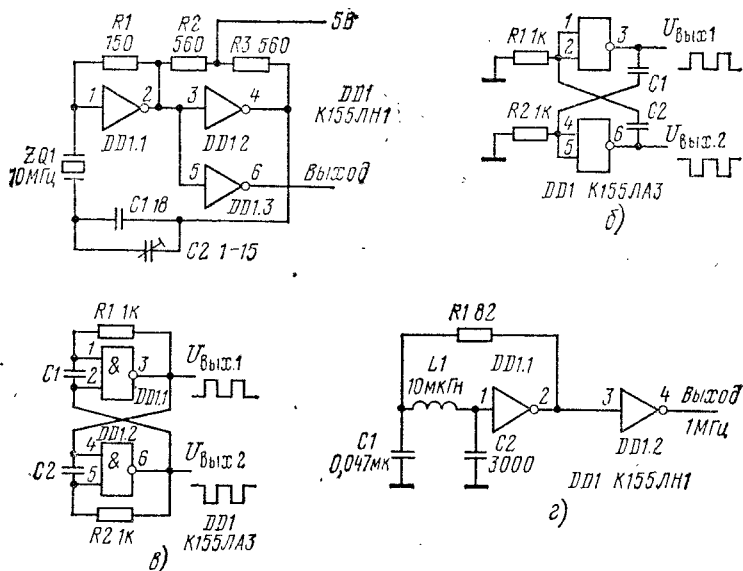 R1 150
R2 560
R3 560
5В
1
2
3
4
5
6
DD1.1
DD1.2
DD1.3
DD1
К155ЛН1
Выход
ZQ1
10МГц
C1 18
C2 1-15
R1 1к
1
2
3
Uвых1
C1
C2
R2 1к
4
5
6
Uвых.2
DD1 К155ЛА3
б)
R1 1к
C1
1
2
&
3
DD1.1
Uвых.1
DD1.2
C2
4
5
&
6
Uвых.2
R2 1к
DD1
К155ЛА3
в)
R1 82
L1
10мкГн
DD1.1
1
2
3
4
Выход
1МГц
C1
0,047мк
C2
3000
DD1.2
DD1 К155ЛН1
г)